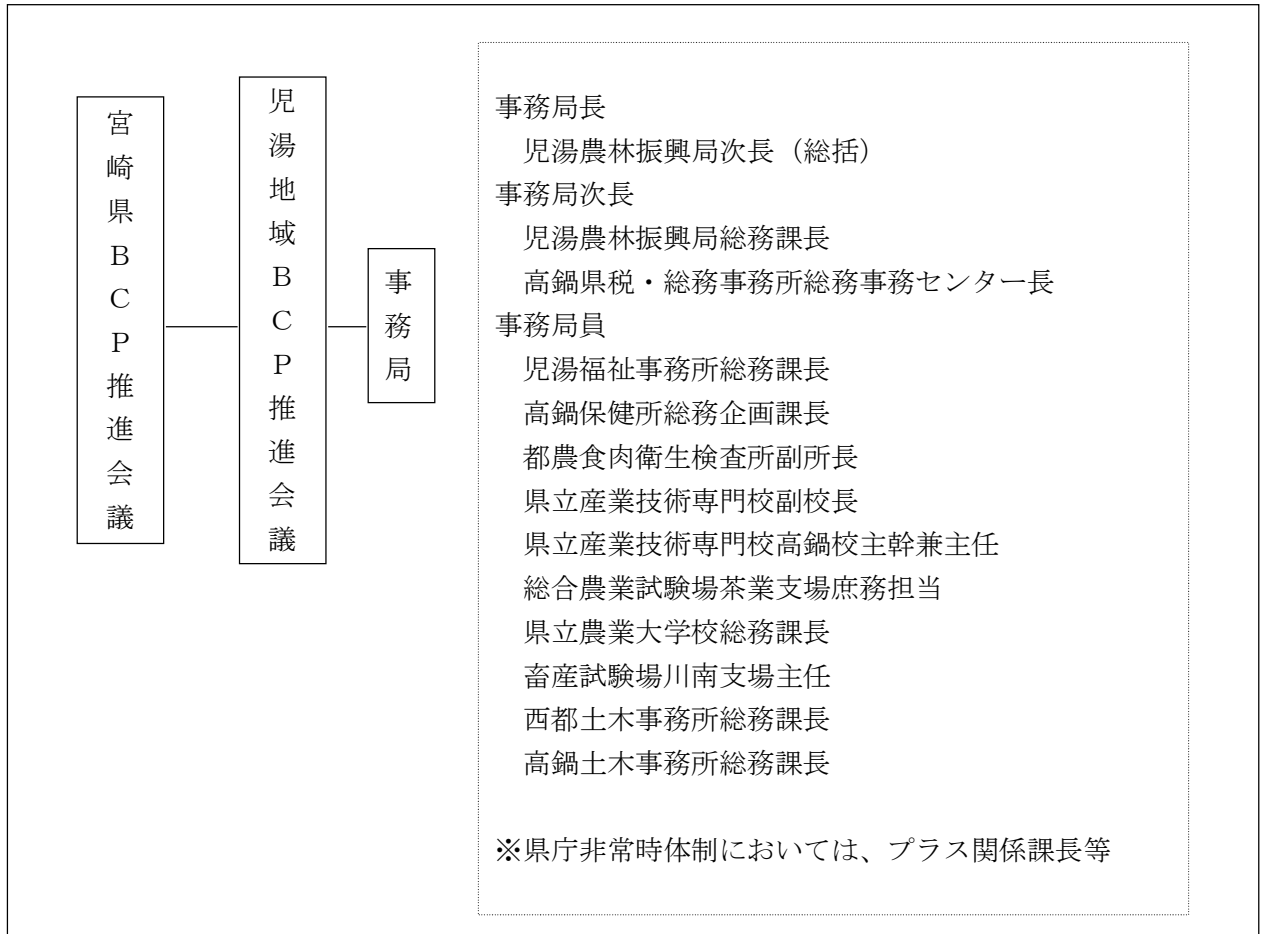 宮崎県ＢＣＰ推進会議
児湯地域ＢＣＰ推進会議
事務局
事務局長
児湯農林振興局次長（総括）
事務局次長
児湯農林振興局総務課長
高鍋県税・総務事務所総務事務センター長
事務局員
児湯福祉事務所総務課長
高鍋保健所総務企画課長
都農食肉衛生検査所副所長
県立産業技術専門校副校長
県立産業技術専門校高鍋校主幹兼主任
総合農業試験場茶業支場庶務担当
県立農業大学校総務課長
畜産試験場川南支場主任
西都土木事務所総務課長
高鍋土木事務所総務課長
※県庁非常時体制においては、プラス関係課長等